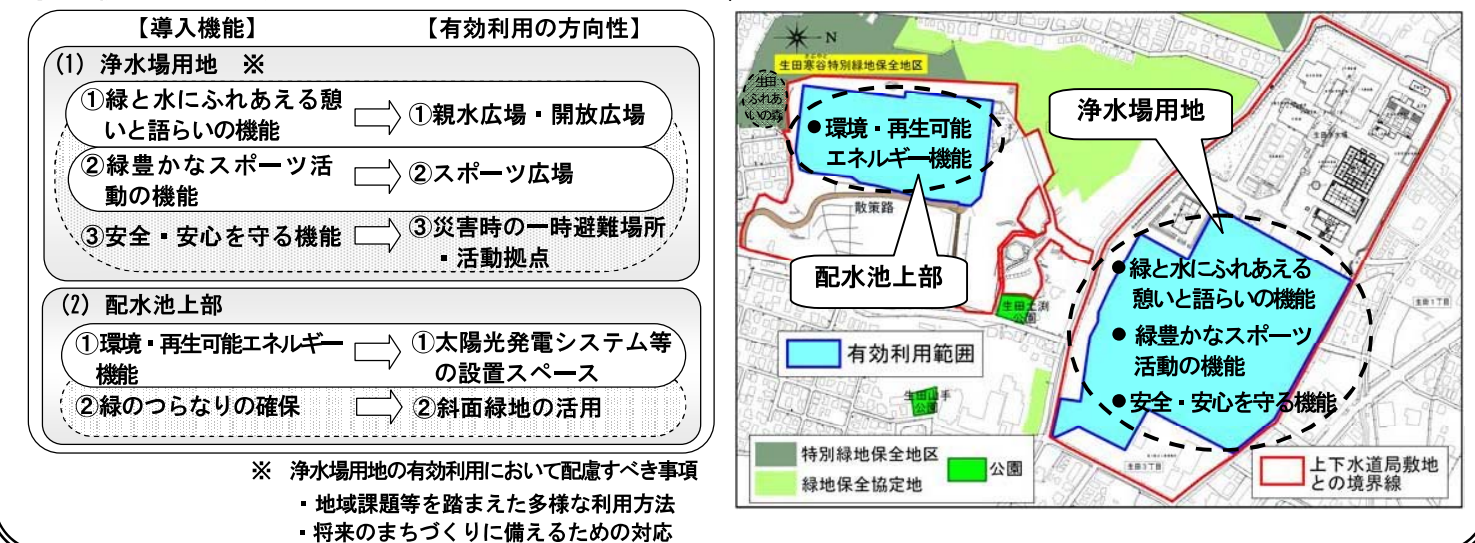 【導入機能】 【有効利用の方向性】
(1) 浄水場用地 ※
①緑と水にふれあえる憩
いと語らいの機能
①親水広場・開放広場
②緑豊かなスポーツ活
動の機能
②スポーツ広場
③安全・安心を守る機能
③災害時の一時避難場所
・活動拠点
(2) 配水池上部
①環境・再生可能エネルギー
機能
①太陽光発電システム等
の設置スペース
②緑のつらなりの確保
②斜面緑地の活用
※ 浄水場用地の有効利用において配慮すべき事項
・地域課題等を踏まえた多様な利用方法
・将来のまちづくりに備えるための対応
N
生田寒谷特別緑地保全地区
生田
ふれあ
いの森
●環境・再生可能
エネルギー機能
散策路
配水池上部
浄水場用地
生田浄水場
●緑と水にふれあえる
憩いと語らいの機能
●緑豊かなスポーツ
活動の機能
●安全・安心を守る機能
生田土渕
公園
生田山手
公園
生田1丁目
生田3丁目
有効利用範囲
特別緑地保全地区
緑地保全協定地
公園
上下水道局敷地
との境界線